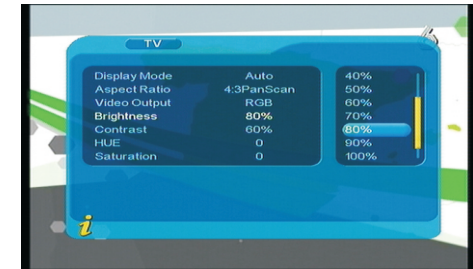 TV
Display Mode Auto 40%
Aspect Ratio 4:3PanScan 50%
Video Output RGB 60%
Brightness 80% 70%
Contrast 60% 80%
HUE 0 90%
Saturation 0 100%
i